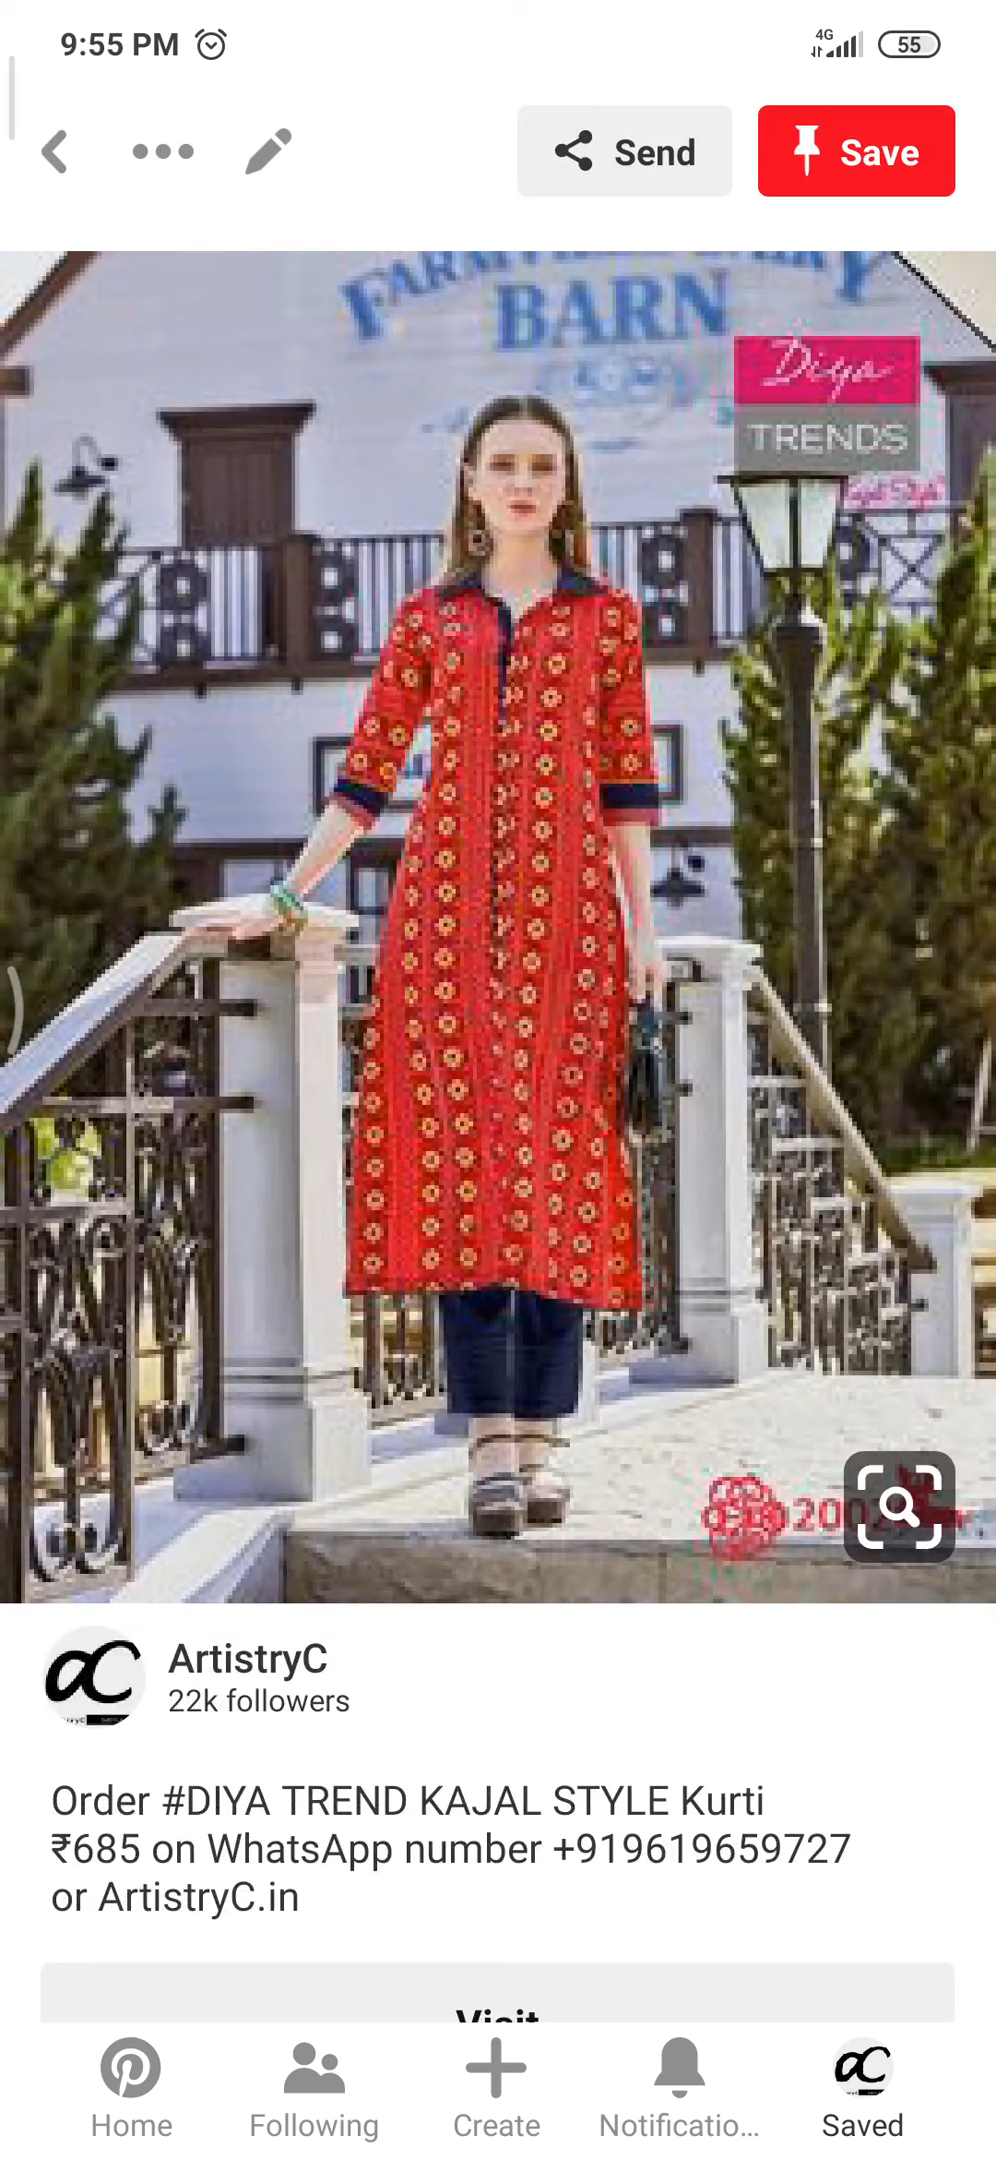 9:55 PM
4G
55
Send
Save
BARN
Diya
TRENDS
ArtistryC
22k followers
Order #DIYA TREND KAJAL STYLE Kurti
₹685 on WhatsApp number +919619659727
or ArtistryC.in
Visit
Home
Following
Create
Notificatio...
Saved